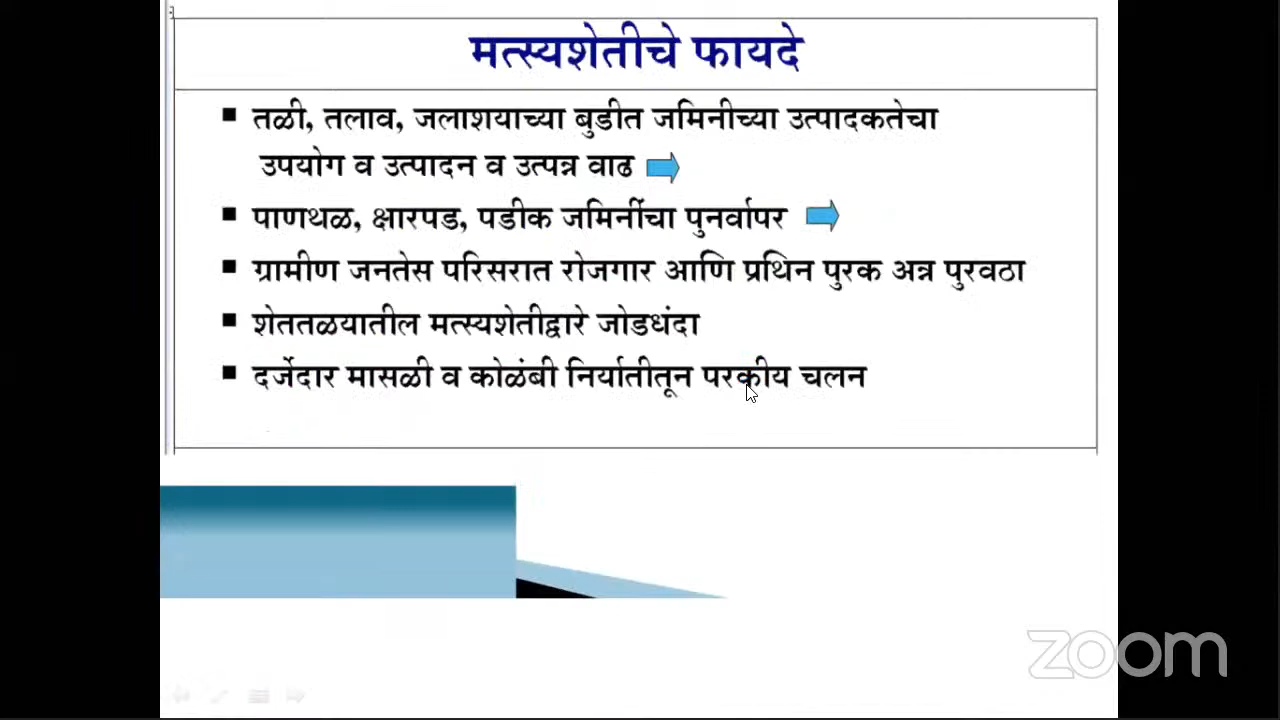 मत्स्यशेतीचे फायदे
▪ तळी, तलाव, जलाशयाच्या बुडीत जमिनीच्या उत्पादकतेचा
उपयोग व उत्पादन व उत्पन्न वाढ
▪ पाणथळ, क्षारपड, पडीक जमिनींचा पुनर्वापर
▪ ग्रामीण जनतेस परिसरात रोजगार आणि प्रथिन पुरक अन्न पुरवठा
▪ शेततळयातील मत्स्यशेतीद्वारे जोडधंदा
▪ दर्जेदार मासळी व कोळंबी निर्यातीतून परकीय चलन
zoom